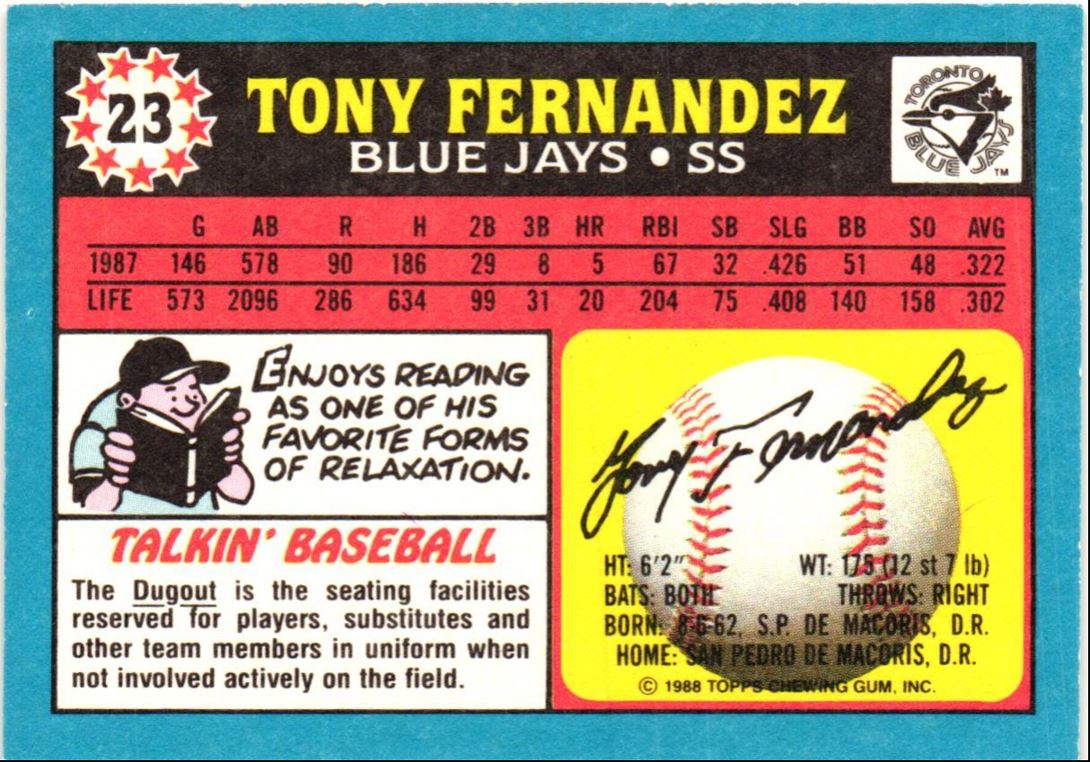 23
TONY FERNANDEZ
BLUE JAYS • SS
TORONTO
BLUE JAYS
TM
G AB R H 2B 3B HR RBI SB SLG BB SO AVG
1987 146 578 90 186 29 8 5 67 32 .426 51 48 .322
LIFE 573 2096 286 634 99 31 20 204 75 .408 140 158 .302
ENJOYS READING
AS ONE OF HIS
FAVORITE FORMS
OF RELAXATION.
TALKIN' BASEBALL
The Dugout is the seating facilities
reserved for players, substitutes and
other team members in uniform when
not involved actively on the field.
Tony Fernandez
HT: 6'2" WT: 175 (12 st 7 lb)
BATS: BOTH THROWS: RIGHT
BORN: 8-6-62, S.P. DE MACORIS, D.R.
HOME: SAN PEDRO DE MACORIS, D.R.
© 1988 TOPPS CHEWING GUM, INC.